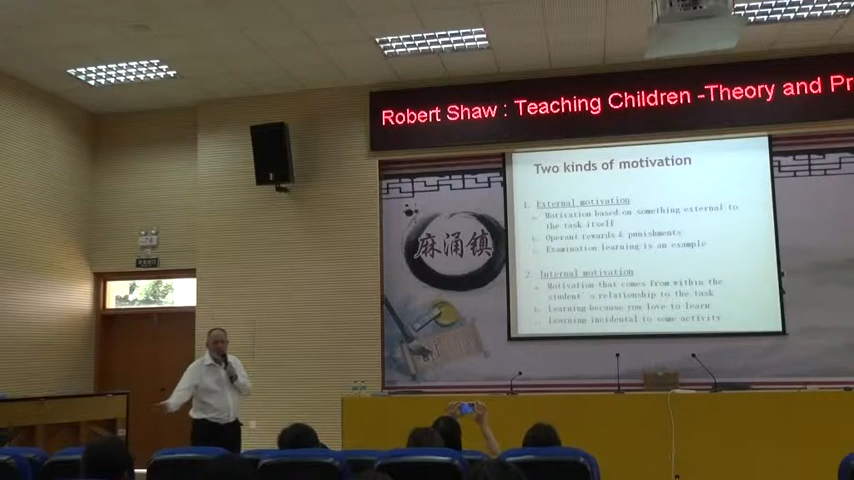 Robert Shaw : Teaching Children -Theory and Pr
Two kinds of motivation
1. External motivation
Motivation based on something external to
the task itself
Operant rewards & punishments
Examination learning is an example
2. Internal motivation
Motivation that comes from within the
student's relationship to the task
Learning because you love to learn
Learning incidental to some activity
麻涌镇